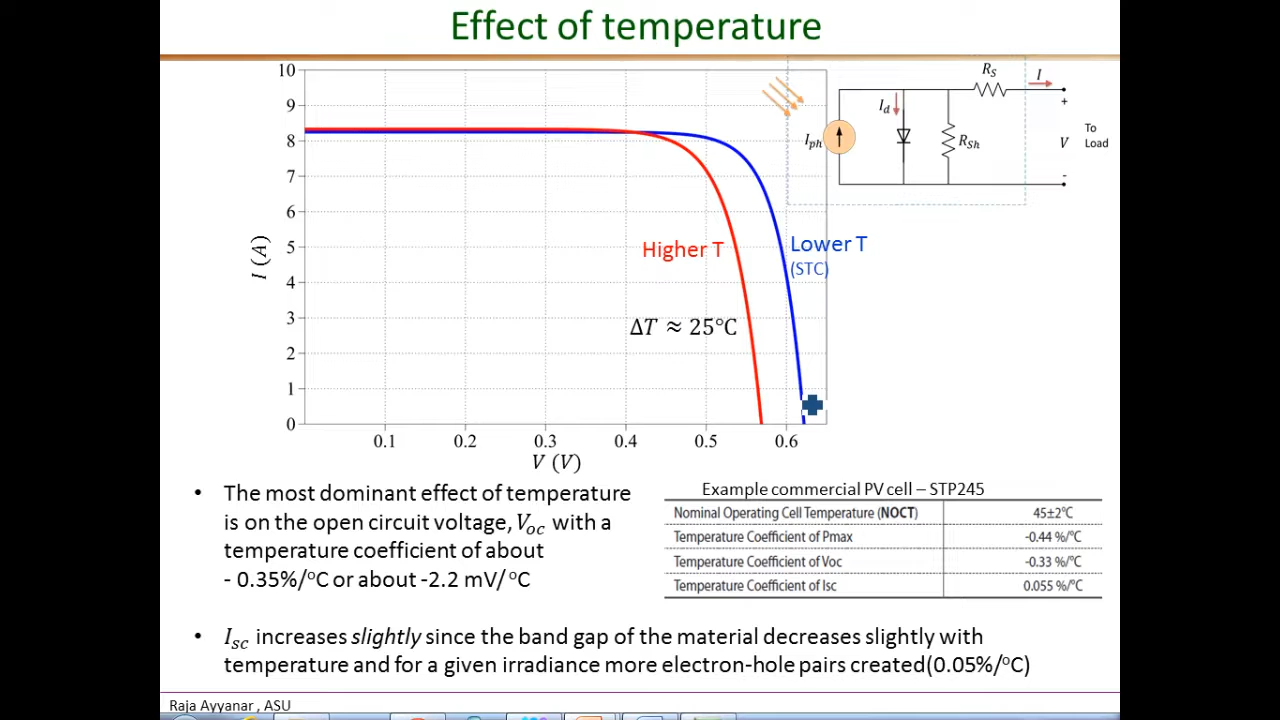 Effect of temperature
10
9
8
7
6
5
4
3
2
1
0
I (A)
0.1 0.2 0.3 0.4 0.5 0.6
V (V)
Higher T
Lower T
(STC)
ΔT ≈ 25°C
I_ph
I_d
R_Sh
R_S
I
+
V
-
To
Load
• The most dominant effect of temperature
is on the open circuit voltage, V_oc with a
temperature coefficient of about
- 0.35%/°C or about -2.2 mV/ °C
Example commercial PV cell – STP245
Nominal Operating Cell Temperature (NOCT) 45±2°C
Temperature Coefficient of Pmax -0.44 %/°C
Temperature Coefficient of Voc -0.33 %/°C
Temperature Coefficient of Isc 0.055 %/°C
• I_sc increases slightly since the band gap of the material decreases slightly with
temperature and for a given irradiance more electron-hole pairs created(0.05%/°C)
Raja Ayyanar , ASU